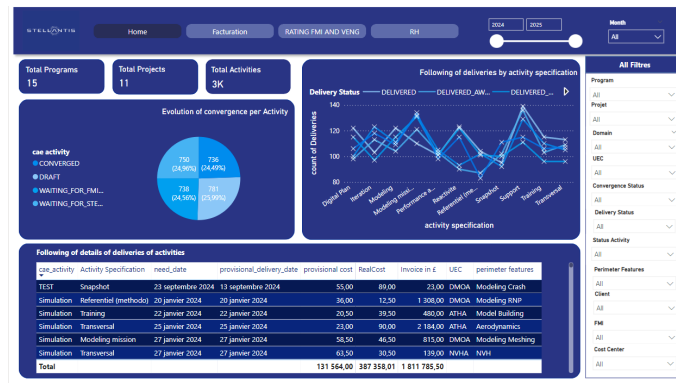 STELLANTIS
Home
Facturation
RATING FMI AND VENG
RH
2024
2025
Month
All
Total Programs
15
Total Projects
11
Total Activities
3K
Evolution of convergence per Activity
cae activity
CONVERGED
DRAFT
WAITING_FOR_FMI...
WAITING_FOR_STE...
750
(24,96%)
736
(24,49%)
738
(24,56%)
781
(25,99%)
Following of deliveries by activity specification
Delivery Status
DELIVERED
DELIVERED_AW...
DELIVERED_...
count of Deliveries
140
120
100
80
Digital Plan
Iteration
Modeling
Modeling missi...
Performance a...
Reactivite
Referentiel (me...
Snapshot
Support
Training
Transversal
activity specification
All Filtres
Program
All
Projet
All
Domain
All
UEC
All
Convergence Status
All
Delivery Status
All
Status Activity
All
Perimeter Features
All
Client
All
FMI
All
Cost Center
All
Following of details of deliveries of activities
cae_activity Activity Specification need_date provisional_delivery_date provisional cost RealCost Invoice in £ UEC perimeter features
TEST Snapshot 23 septembre 2024 13 septembre 2024 55,00 89,00 23,00 DMOA Modeling Crash
Simulation Referentiel (methodo) 20 janvier 2024 20 janvier 2024 36,00 12,50 1 308,00 DMOA Modeling RNP
Simulation Training 22 janvier 2024 22 janvier 2024 20,50 39,50 480,00 ATHA Model Building
Simulation Transversal 25 janvier 2024 25 janvier 2024 23,00 90,00 2 184,00 ATHA Aerodynamics
Simulation Modeling mission 27 janvier 2024 27 janvier 2024 58,50 46,50 815,00 DMOA Modeling Meshing
Simulation Transversal 27 janvier 2024 27 janvier 2024 63,50 30,50 139,00 NVHA NVH
Total 131 564,00 387 358,01 1 811 785,50